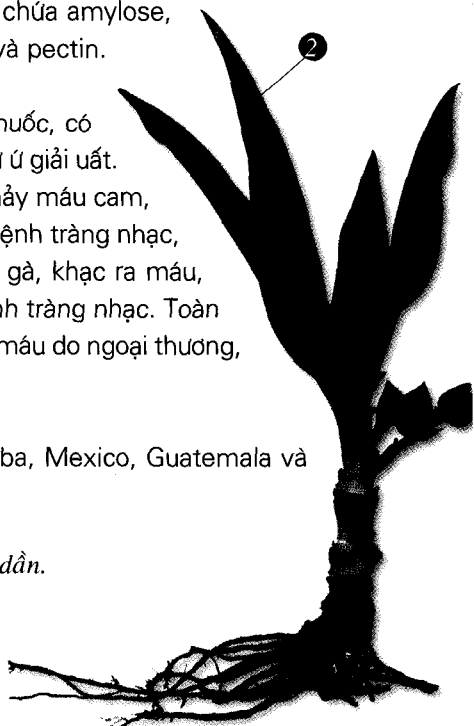 chứa amylose,
và pectin.
2
huốc, có
ứ giải uất.
hảy máu cam,
ệnh tràng nhạc,
gà, khạc ra máu,
nh tràng nhạc. Toàn
máu do ngoại thương,
ba, Mexico, Guatemala và
dần.